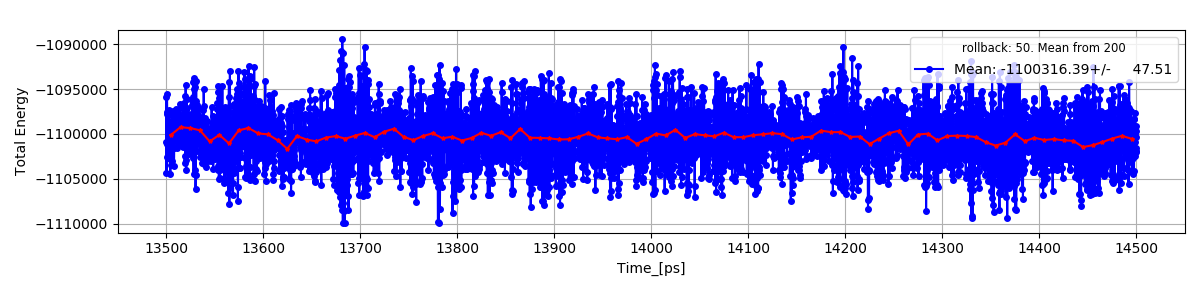 −1090000
−1095000
−1100000
−1105000
−1110000
Total Energy
rollback: 50. Mean from 200
Mean: -1100316.39+/-     47.51
13500 13600 13700 13800 13900 14000 14100 14200 14300 14400 14500
Time_[ps]